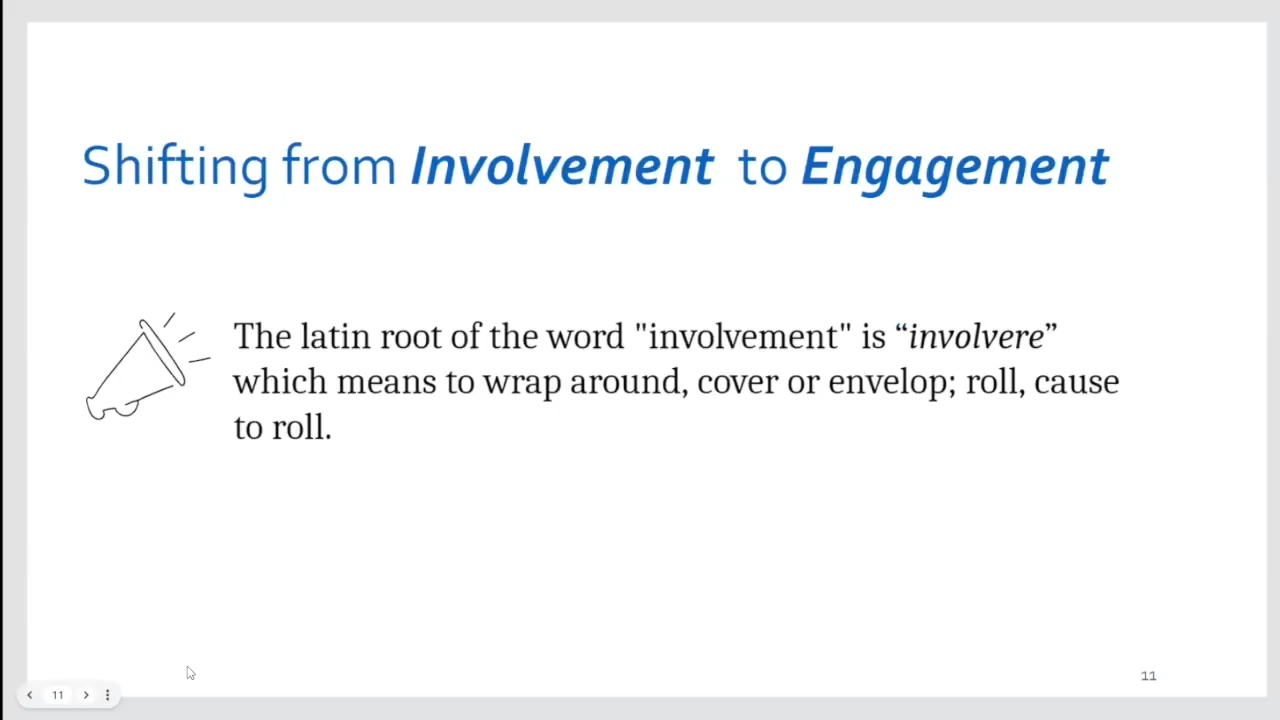 Shifting from Involvement to Engagement
The latin root of the word "involvement" is “involvere”
which means to wrap around, cover or envelop; roll, cause
to roll.
11
11